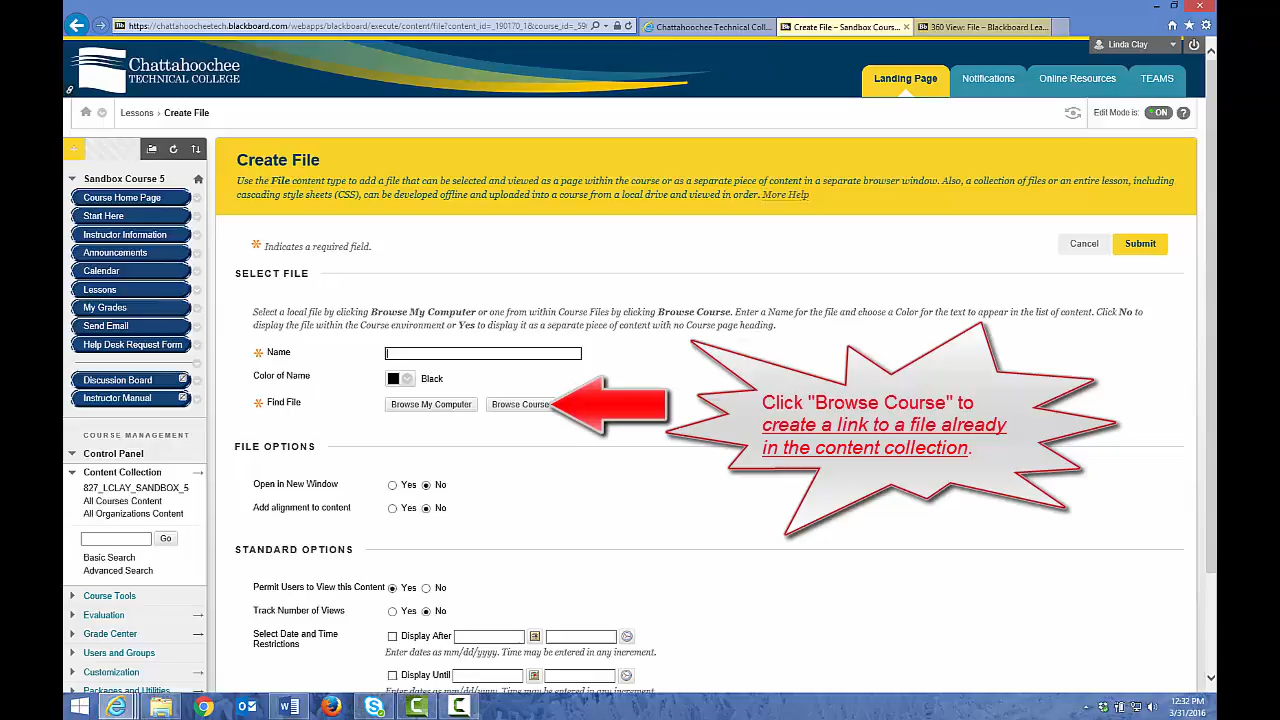 https://chattahoocheetech.blackboard.com/webapps/blackboard/execute/content/file?content_id=_190170_1&course_id=_59
Chattahoochee Technical Coll...
Create File – Sandbox Course...
360 View: File – Blackboard Lea...
Linda Clay
Chattahoochee
TECHNICAL COLLEGE
Landing Page
Notifications
Online Resources
TEAMS
Lessons > Create File
Edit Mode is: ON ?
Create File
Use the File content type to add a file that can be selected and viewed as a page within the course or as a separate piece of content in a separate browser window. Also, a collection of files or an entire lesson, including
cascading style sheets (CSS), can be developed offline and uploaded into a course from a local drive and viewed in order. More Help
Sandbox Course 5
Course Home Page
Start Here
Instructor Information
Announcements
Calendar
Lessons
My Grades
Send Email
Help Desk Request Form
Discussion Board
Instructor Manual
COURSE MANAGEMENT
Control Panel
Content Collection
827_LCLAY_SANDBOX_5
All Courses Content
All Organizations Content
Go
Basic Search
Advanced Search
Course Tools
Evaluation
Grade Center
Users and Groups
Customization
Packages and Utilities
* Indicates a required field.
Cancel
Submit
SELECT FILE
Select a local file by clicking Browse My Computer or one from within Course Files by clicking Browse Course. Enter a Name for the file and choose a Color for the text to appear in the list of content. Click No to
display the file within the Course environment or Yes to display it as a separate piece of content with no Course page heading.
* Name
Color of Name
Black
* Find File
Browse My Computer
Browse Course
Click "Browse Course" to
create a link to a file already
in the content collection.
FILE OPTIONS
Open in New Window
Yes No
Add alignment to content
Yes No
STANDARD OPTIONS
Permit Users to View this Content
Yes No
Track Number of Views
Yes No
Select Date and Time
Restrictions
Display After
Enter dates as mm/dd/yyyy. Time may be entered in any increment.
Display Until
Enter dates as mm/dd/yyyy. Time may be entered in any increment.
12:32 PM
3/31/2016